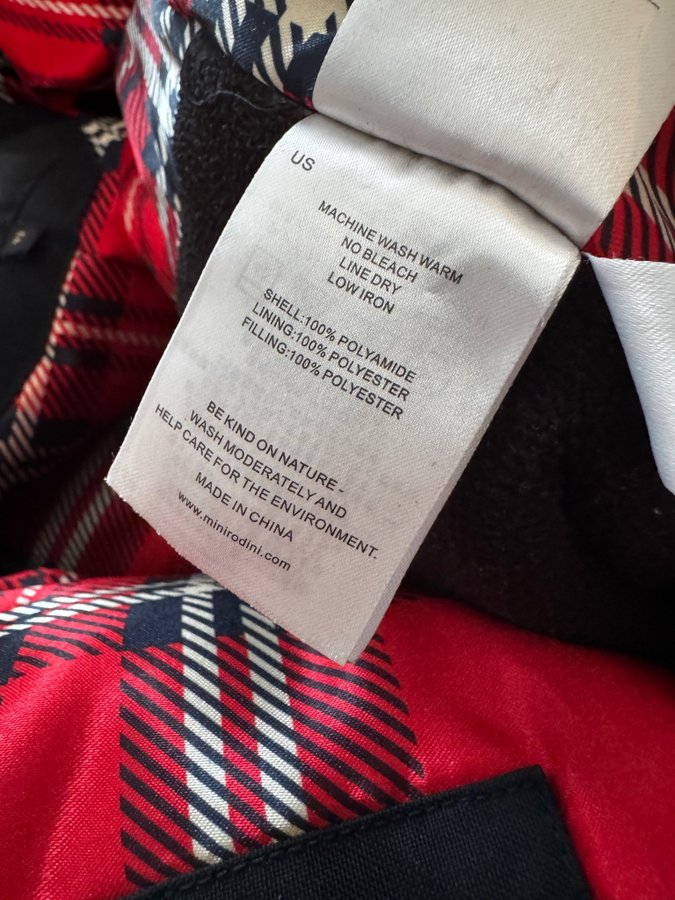 US
MACHINE WASH WARM
NO BLEACH
LINE DRY
LOW IRON
SHELL:100% POLYAMIDE
LINING:100% POLYESTER
FILLING:100% POLYESTER
BE KIND ON NATURE -
WASH MODERATELY AND
HELP CARE FOR THE ENVIRONMENT.
MADE IN CHINA
www.minirodini.com